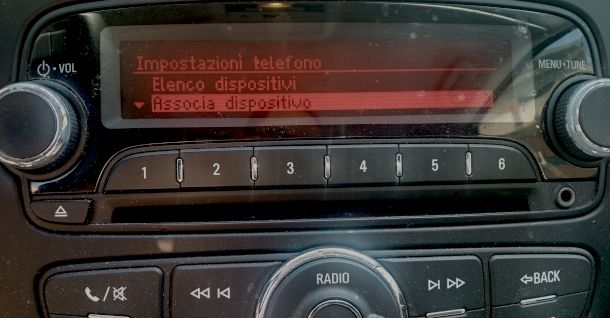 Impostazioni telefono
VOL
MENU-TUNE
Elenco dispositivi
Associa dispositivo
1 2 3 4 5 6
RADIO
BACK